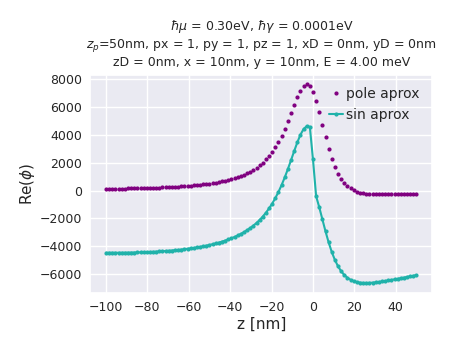 ℏμ = 0.30eV, ℏγ = 0.0001eV
z_p=50nm, px = 1, py = 1, pz = 1, xD = 0nm, yD = 0nm
zD = 0nm, x = 10nm, y = 10nm, E = 4.00 meV
8000
6000
4000
2000
0
−2000
−4000
−6000
Re(ϕ)
pole aprox
sin aprox
−100 −80 −60 −40 −20 0 20 40
z [nm]